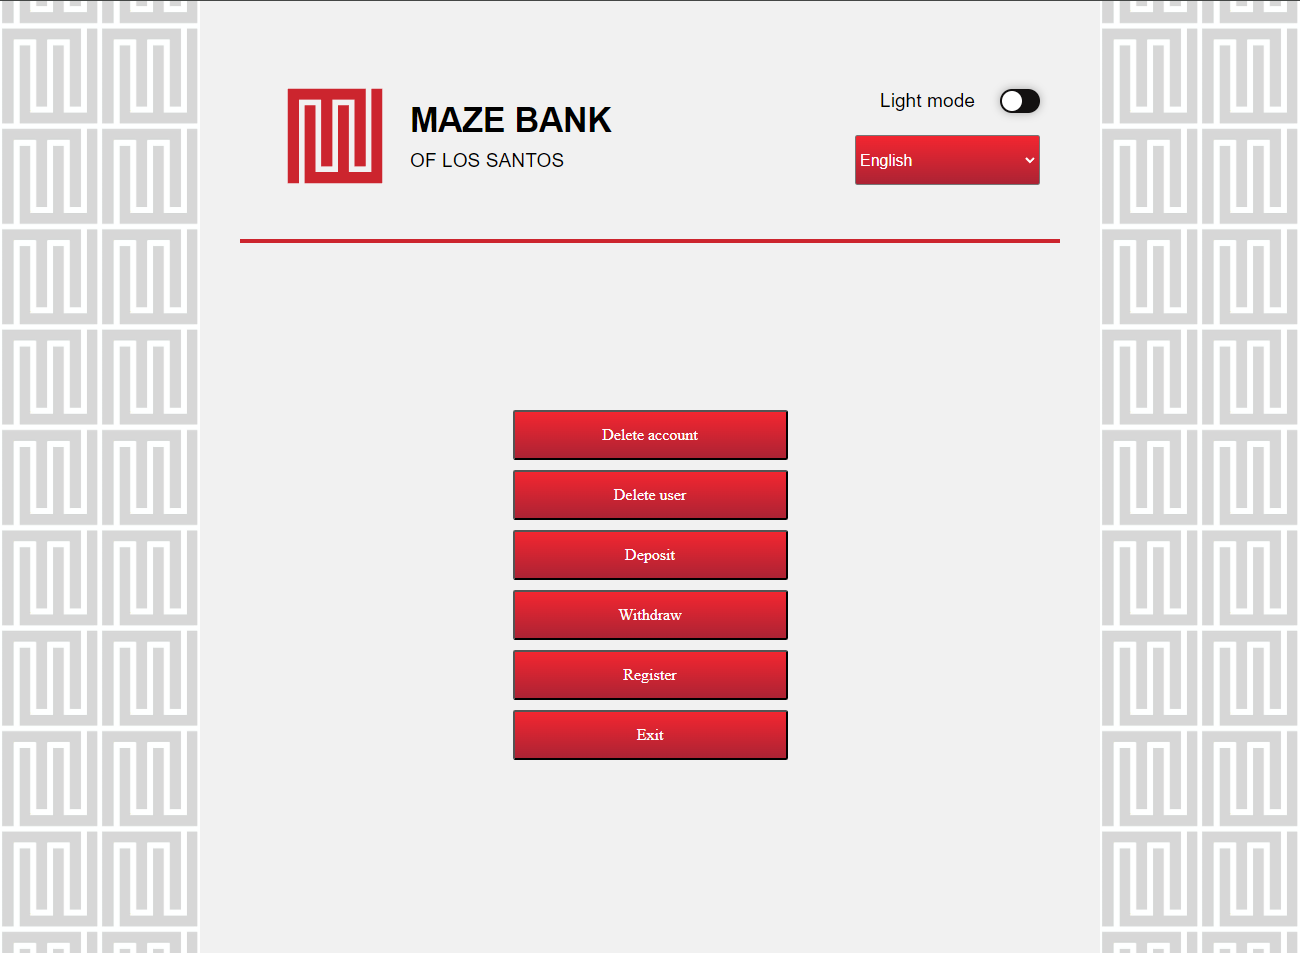 MAZE BANK
OF LOS SANTOS
Light mode
English
Delete account
Delete user
Deposit
Withdraw
Register
Exit